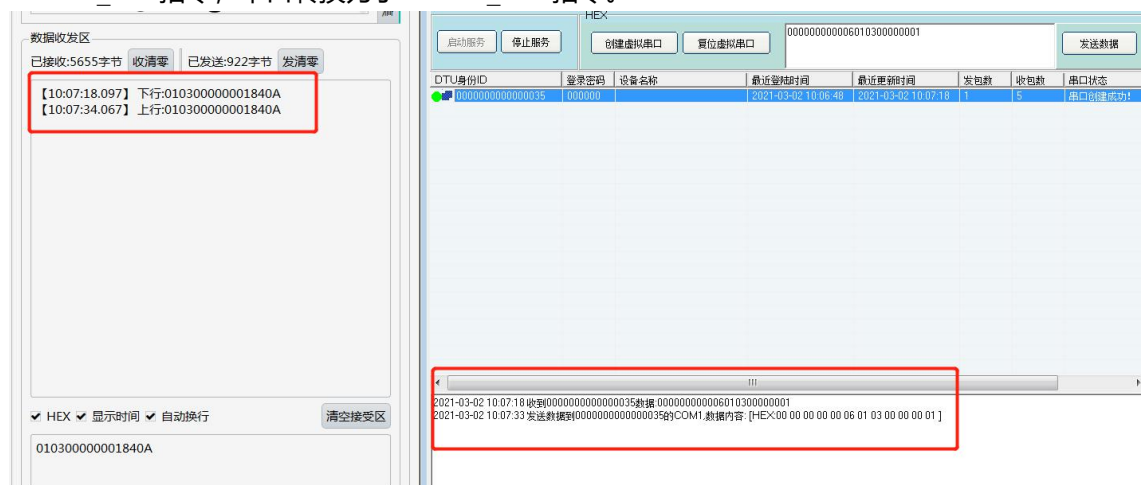 HEX
数据收发区
已接收:5655字节 收清零 已发送:922字节 发清零
【10:07:18.097】下行:010300000001840A
【10:07:34.067】上行:010300000001840A
✔ HEX ✔ 显示时间 ✔ 自动换行 清空接受区
010300000001840A
启动服务 停止服务 创建虚拟串口 复位虚拟串口 000000000006010300000001 发送数据
DTU身份ID 登录密码 设备名称 最近登陆时间 最近更新时间 发包数 收包数 串口状态
0000000000000035 000000 2021-03-02 10:06:48 2021-03-02 10:07:18 1 5 串口创建成功!
2021-03-02 10:07:18 收到0000000000000035数据:000000000006010300000001
2021-03-02 10:07:33 发送数据到0000000000000035的COM1,数据内容: [HEX:00 00 00 00 00 06 01 03 00 00 00 01 ]